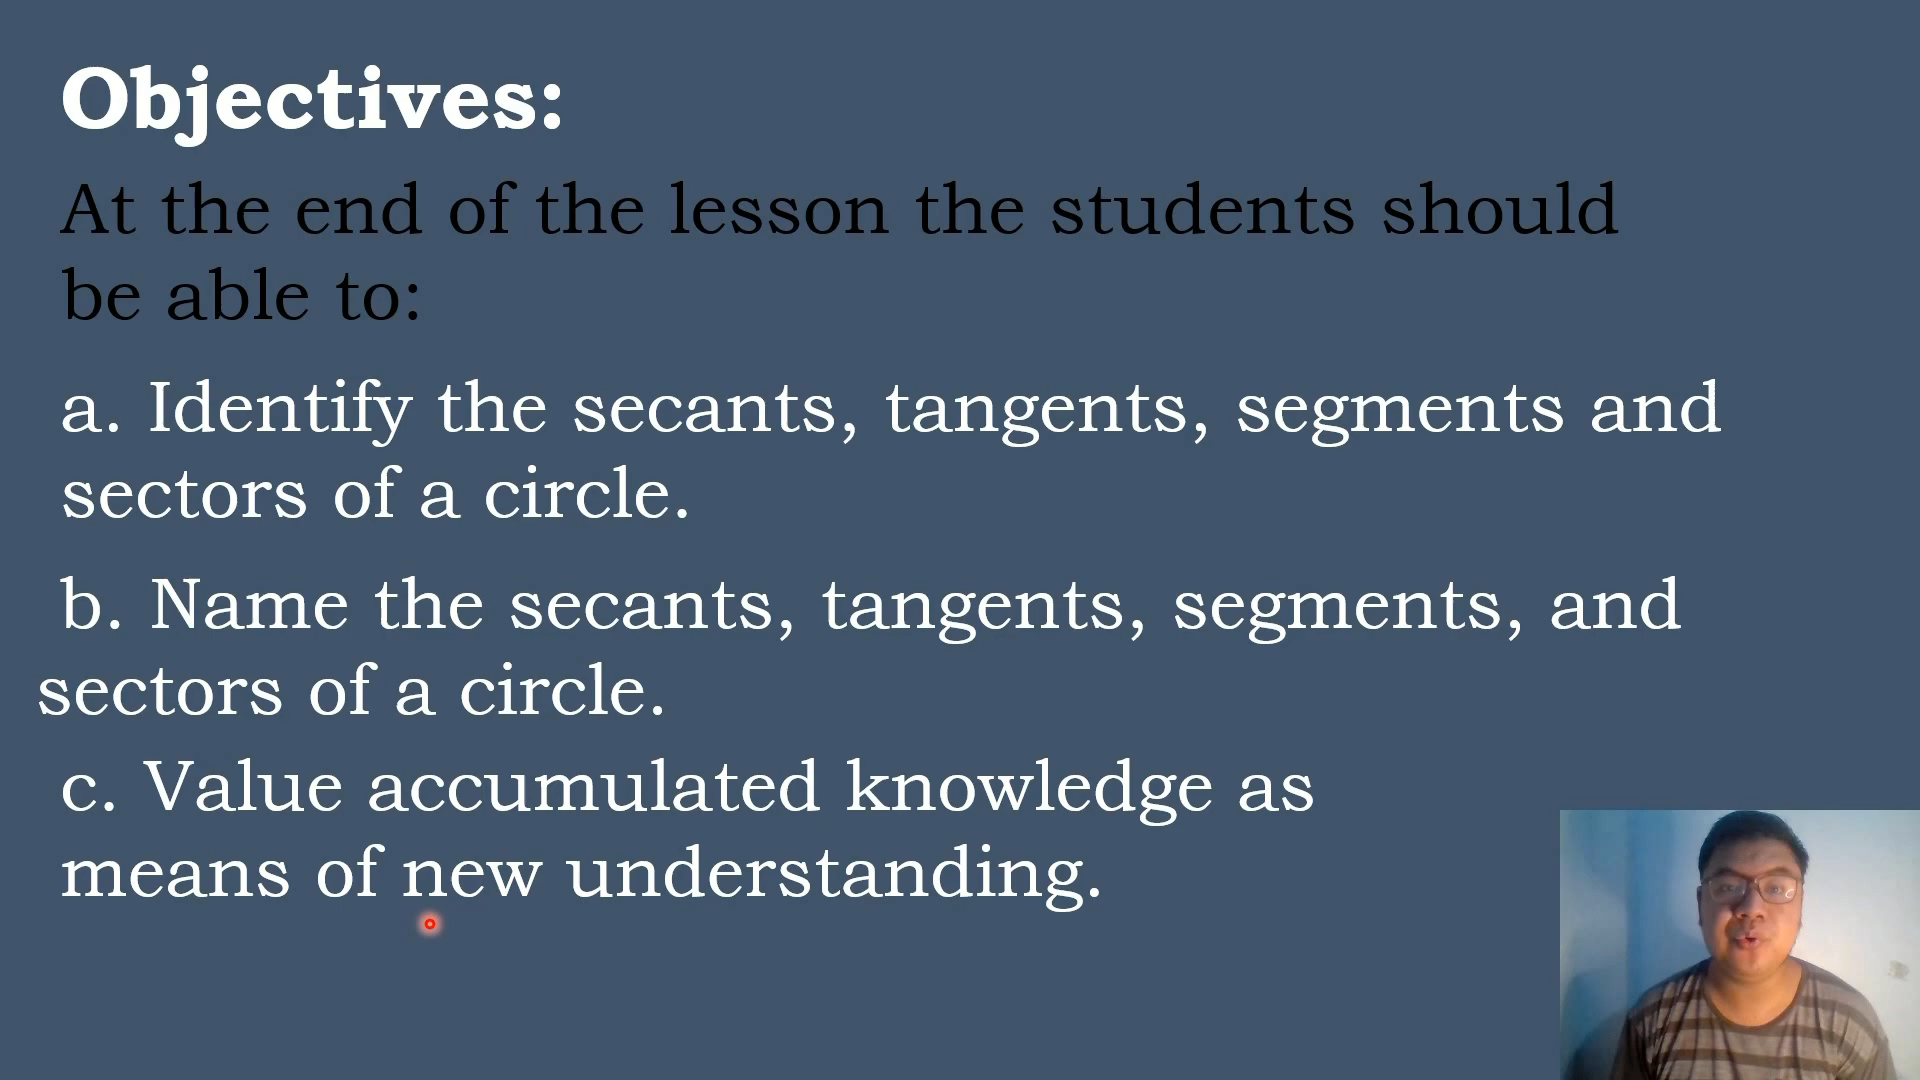 Objectives:
At the end of the lesson the students should
be able to:
a. Identify the secants, tangents, segments and
sectors of a circle.
b. Name the secants, tangents, segments, and
sectors of a circle.
c. Value accumulated knowledge as
means of new understanding.